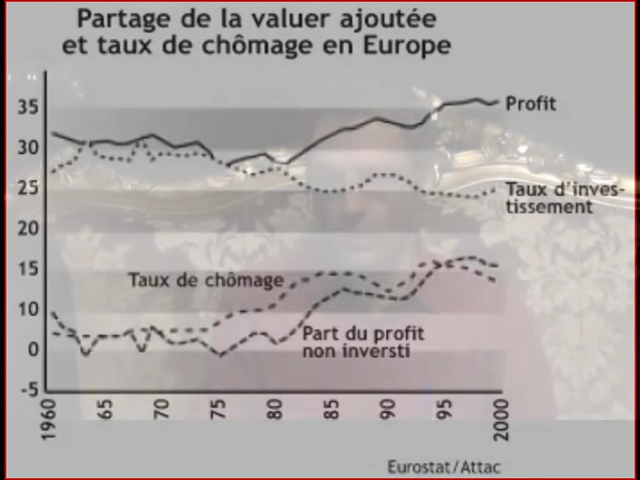 Partage de la valuer ajoutée
et taux de chômage en Europe
35
30
25
20
15
10
0
-5
Profit
Taux d'inves-
tissement
Taux de chômage
Part du profit
non inversti
1960
65
70
75
80
85
90
95
2000
Eurostat/Attac